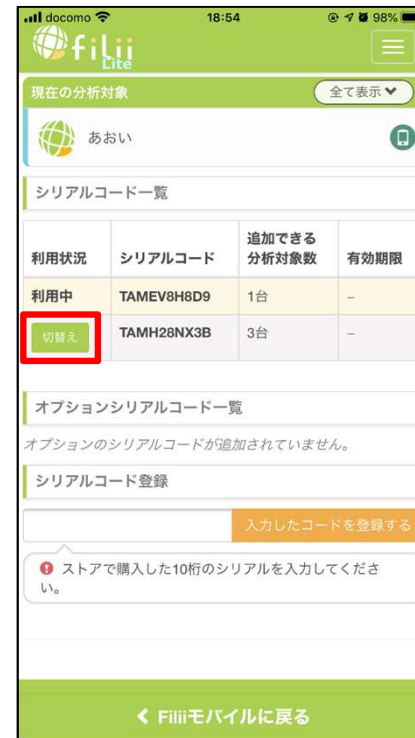 docomo 18:54 98%
filii
Lite
現在の分析対象 全て表示
あおい
シリアルコード一覧
利用状況 シリアルコード 追加できる分析対象数 有効期限
利用中 TAMEV8H8D9 1台 –
切替え TAMH28NX3B 3台 –
オプションシリアルコード一覧
オプションのシリアルコードが追加されていません。
シリアルコード登録
入力したコードを登録する
ストアで購入した10桁のシリアルを入力してくださ
い。
Filiiモバイルに戻る